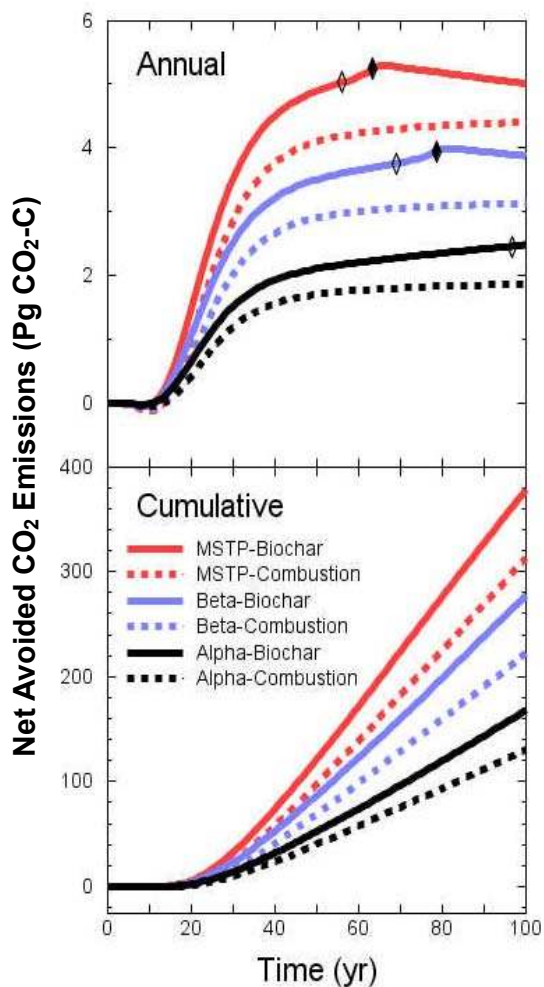 Net Avoided CO₂ Emissions (Pg CO₂-C)
Annual
6
4
2
0
Cumulative
MSTP-Biochar
MSTP-Combustion
Beta-Biochar
Beta-Combustion
Alpha-Biochar
Alpha-Combustion
400
300
200
100
0
0 20 40 60 80 100
Time (yr)